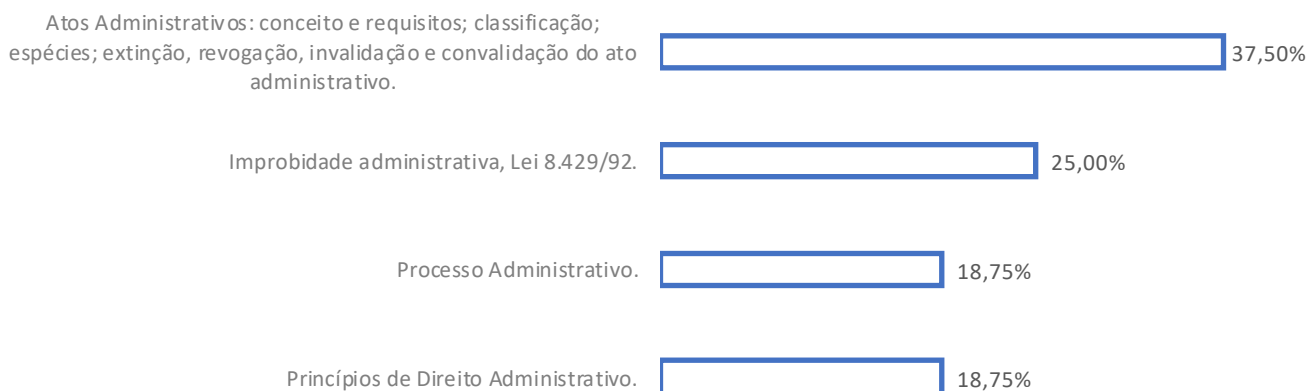 Atos Administrativos: conceito e requisitos; classificação;
espécies; extinção, revogação, invalidação e convalidação do ato
administrativo.
37,50%
Improbidade administrativa, Lei 8.429/92.
25,00%
Processo Administrativo.
18,75%
Princípios de Direito Administrativo.
18,75%